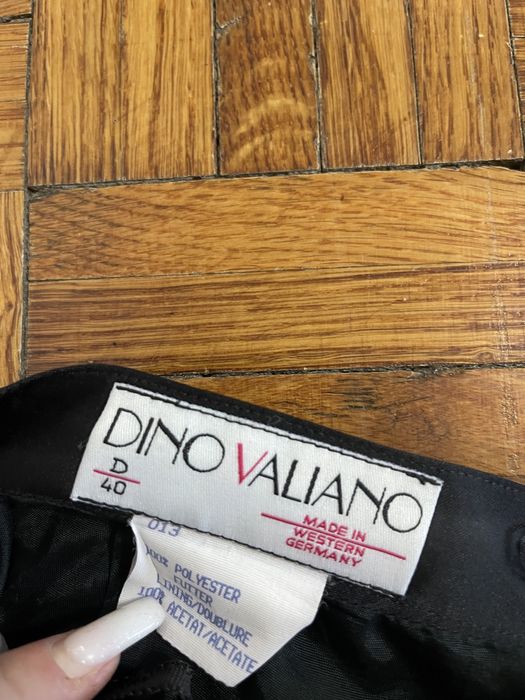 DINO VALIANO
D
40
MADE IN
WESTERN
GERMANY
013
100% POLYESTER
FUTTER
LINING/DOUBLURE
100% ACETAT/ACETATE